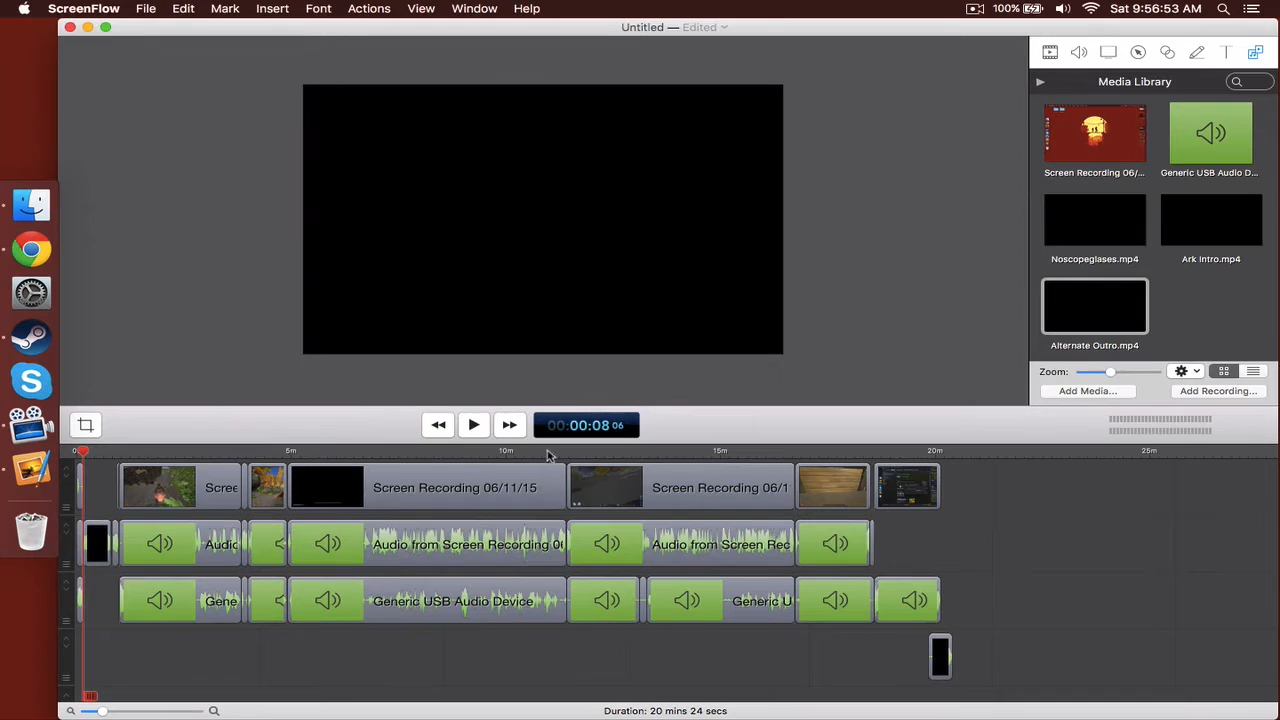 ScreenFlow File Edit Mark Insert Font Actions View Window Help 100% Sat 9:56:53 AM
Untitled — Edited
Media Library
Screen Recording 06/... Generic USB Audio D...
Noscopeglases.mp4 Ark Intro.mp4
Alternate Outro.mp4
Zoom:
Add Media... Add Recording...
00:00:08 06
0s 5m 10m 15m 20m 25m
Scree Screen Recording 06/11/15 Screen Recording 06/1
Audio Audio from Screen Recording 06 Audio from Screen Rec
Gene Generic USB Audio Device Generic U
Duration: 20 mins 24 secs